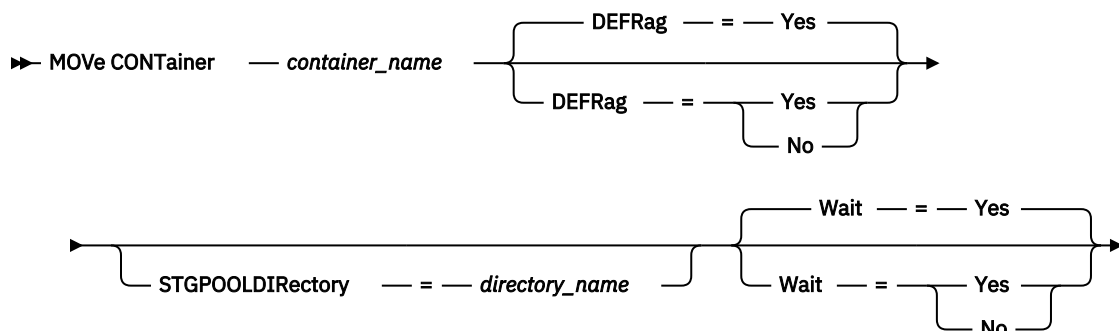 DEFRag = Yes
MOVe CONTainer container_name
DEFRag = Yes
No
Wait = Yes
STGPOOLDIRectory = directory_name
Wait = Yes
No